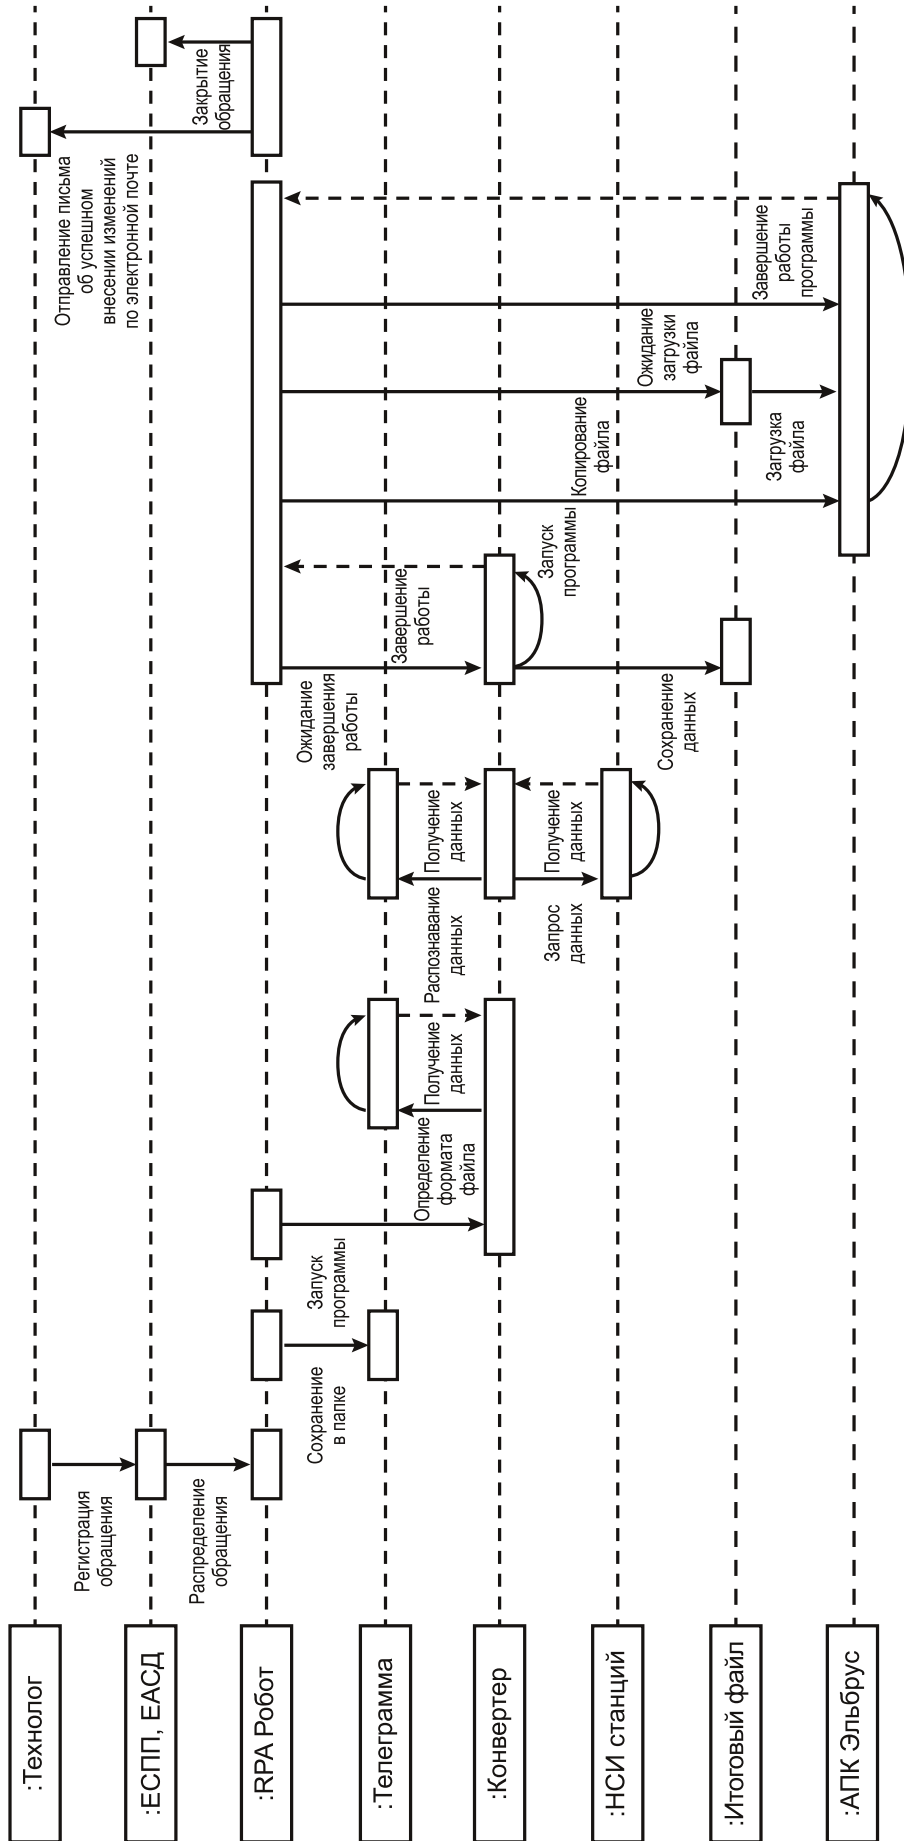 :Технолог
:ЕСПП, ЕАСД
:RPA Робот
:Телеграмма
:Конвертер
:НСИ станций
:Итоговый файл
:АПК Эльбрус
Регистрация
обращения
Распределение
обращения
Сохранение
в папке
Запуск
программы
Определение
формата
файла
Получение
данных
Распознавание
данных
Получение
данных
Запрос
данных
Получение
данных
Ожидание
завершения
работы
Сохранение
данных
Завершение
работы
Запуск
программы
Копирование
файла
Загрузка
файла
Ожидание
загрузки
файла
Завершение
работы
программы
Отправление письма
об успешном
внесении изменений
по электронной почте
Закрытие
обращения